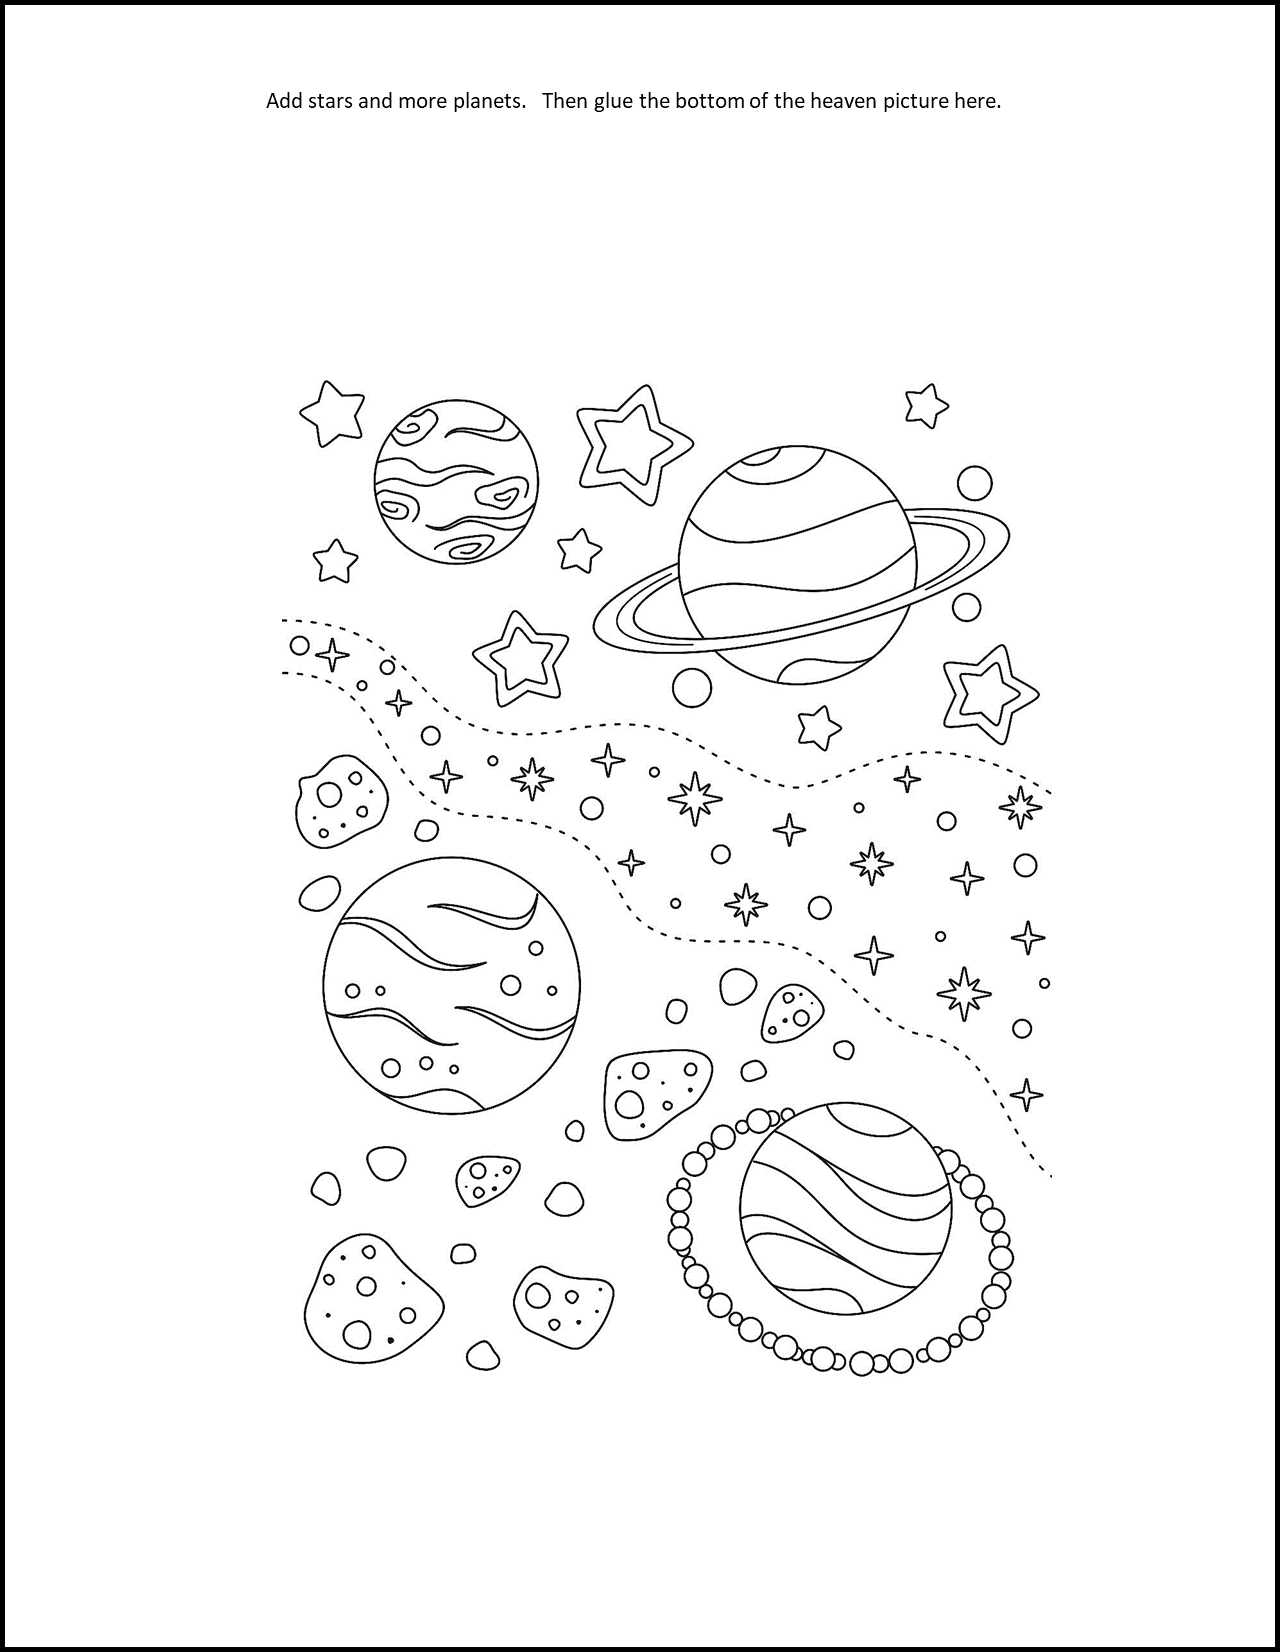 Add stars and more planets.   Then glue the bottom of the heaven picture here.